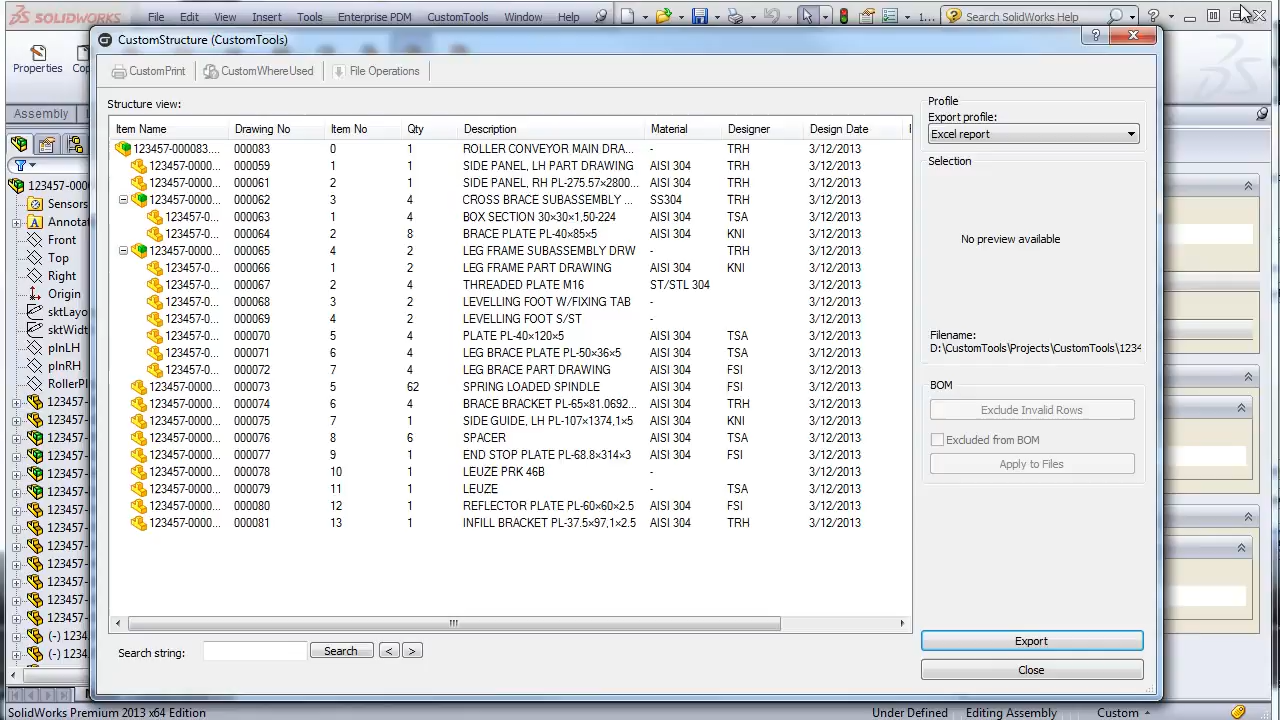 SOLIDWORKS File Edit View Insert Tools Enterprise PDM CustomTools Window Help 1... Search SolidWorks Help
CustomStructure (CustomTools)
Properties
CustomPrint CustomWhereUsed File Operations
Assembly
Structure view:
Item Name Drawing No Item No Qty Description Material Designer Design Date
123457-000083.... 000083 0 1 ROLLER CONVEYOR MAIN DRA... - TRH 3/12/2013
123457-0000... 000059 1 1 SIDE PANEL, LH PART DRAWING AISI 304 TRH 3/12/2013
123457-0000... 000061 2 1 SIDE PANEL, RH PL-275.57×2800... AISI 304 TRH 3/12/2013
123457-0000... 000062 3 4 CROSS BRACE SUBASSEMBLY ... SS304 TRH 3/12/2013
123457-0... 000063 1 4 BOX SECTION 30×30×1,50-224 AISI 304 TSA 3/12/2013
123457-0... 000064 2 8 BRACE PLATE PL-40×85×5 AISI 304 KNI 3/12/2013
123457-0000... 000065 4 2 LEG FRAME SUBASSEMBLY DRW - TRH 3/12/2013
123457-0... 000066 1 2 LEG FRAME PART DRAWING AISI 304 KNI 3/12/2013
123457-0... 000067 2 4 THREADED PLATE M16 ST/STL 304 3/12/2013
123457-0... 000068 3 2 LEVELLING FOOT W/FIXING TAB - 3/12/2013
123457-0... 000069 4 2 LEVELLING FOOT S/ST - 3/12/2013
123457-0... 000070 5 4 PLATE PL-40×120×5 AISI 304 TSA 3/12/2013
123457-0... 000071 6 4 LEG BRACE PLATE PL-50×36×5 AISI 304 TSA 3/12/2013
123457-0... 000072 7 4 LEG BRACE PART DRAWING AISI 304 FSI 3/12/2013
123457-0000... 000073 5 62 SPRING LOADED SPINDLE AISI 304 FSI 3/12/2013
123457-0000... 000074 6 4 BRACE BRACKET PL-65×81.0692... AISI 304 TRH 3/12/2013
123457-0000... 000075 7 1 SIDE GUIDE, LH PL-107×1374,1×5 AISI 304 KNI 3/12/2013
123457-0000... 000076 8 6 SPACER AISI 304 TSA 3/12/2013
123457-0000... 000077 9 1 END STOP PLATE PL-68.8×314×3 AISI 304 FSI 3/12/2013
123457-0000... 000078 10 1 LEUZE PRK 46B - 3/12/2013
123457-0000... 000079 11 1 LEUZE - TSA 3/12/2013
123457-0000... 000080 12 1 REFLECTOR PLATE PL-60×60×2.5 AISI 304 FSI 3/12/2013
123457-0000... 000081 13 1 INFILL BRACKET PL-37.5×97,1×2.5 AISI 304 TRH 3/12/2013
Search string: Search < >
Profile
Export profile:
Excel report
Selection
No preview available
Filename:
D:\CustomTools\Projects\CustomTools\1234
BOM
Exclude Invalid Rows
Excluded from BOM
Apply to Files
Export
Close
123457-000
Sensors
Annota
Front
Top
Right
Origin
sktLayo
sktWidt
plnLH
plnRH
RollerPl
123457-
123457-
123457-
123457-
123457-
123457-
123457-
123457-
123457-
123457-
123457-
123457-
123457-
(-) 1234
(-) 1234
SolidWorks Premium 2013 x64 Edition Under Defined Editing Assembly Custom